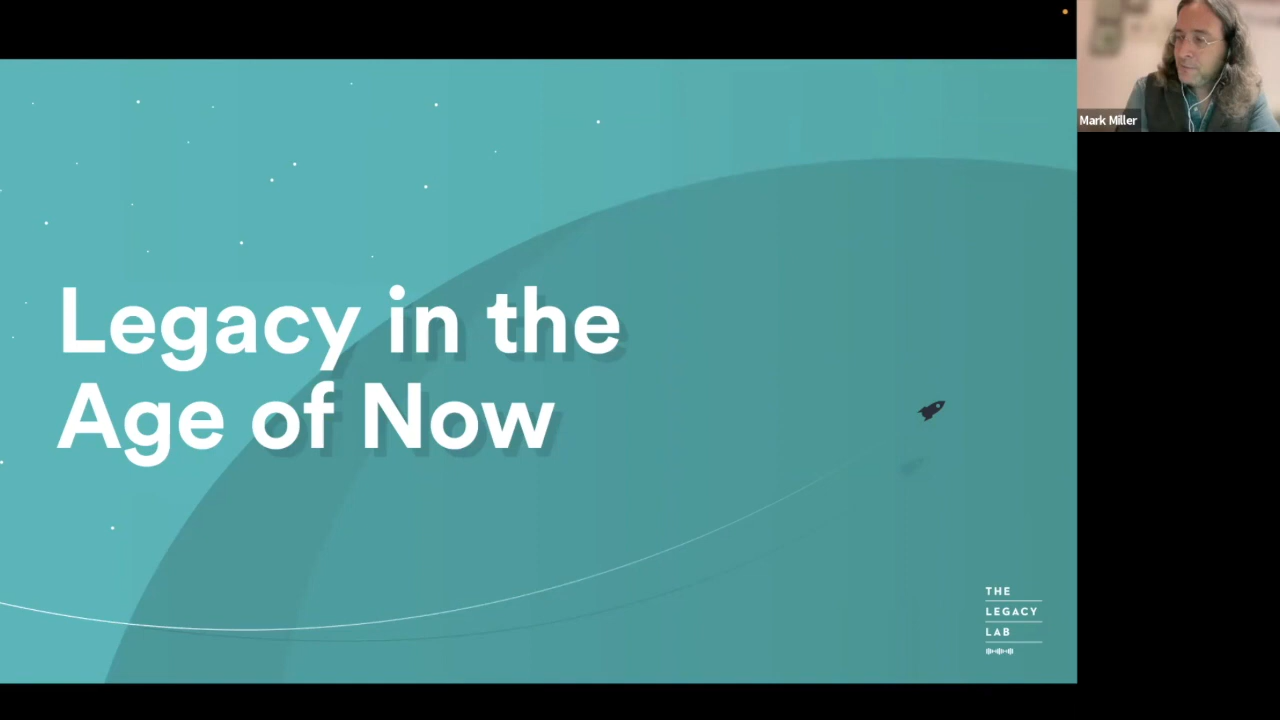 Mark Miller
Legacy in the
Age of Now
THE
LEGACY
LAB